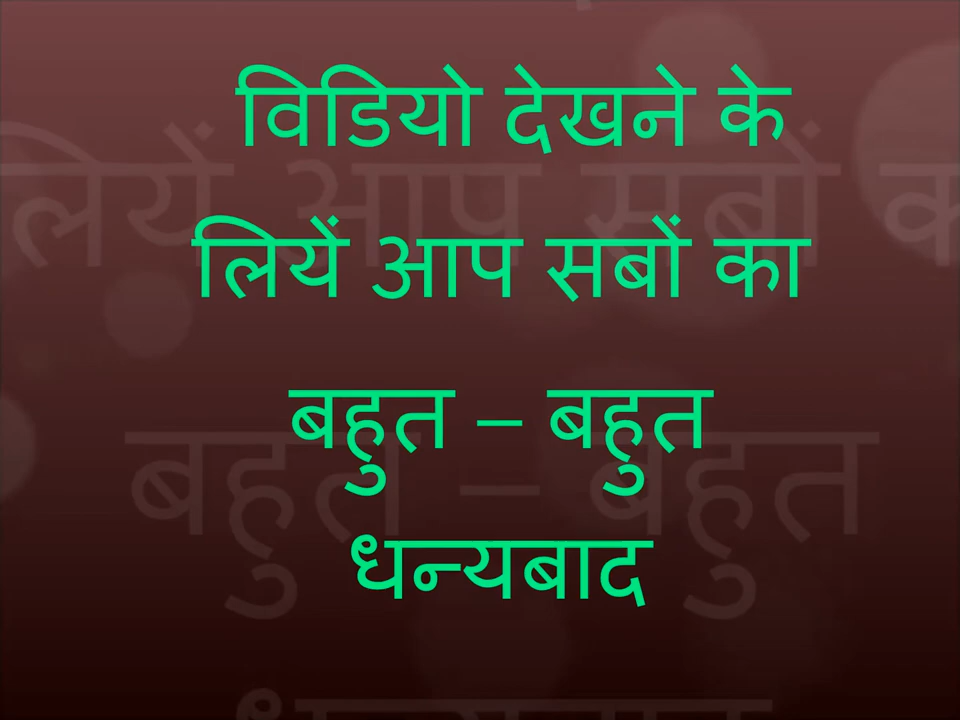 विडियो देखने के
लियें आप सबों का
बहुत – बहुत
धन्यबाद